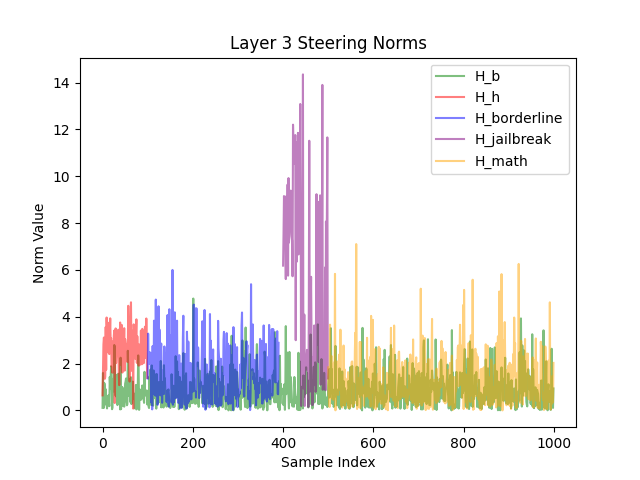 Layer 3 Steering Norms
14
12
10
8
6
4
2
0
Norm Value
H_b
H_h
H_borderline
H_jailbreak
H_math
0
200
400
600
800
1000
Sample Index